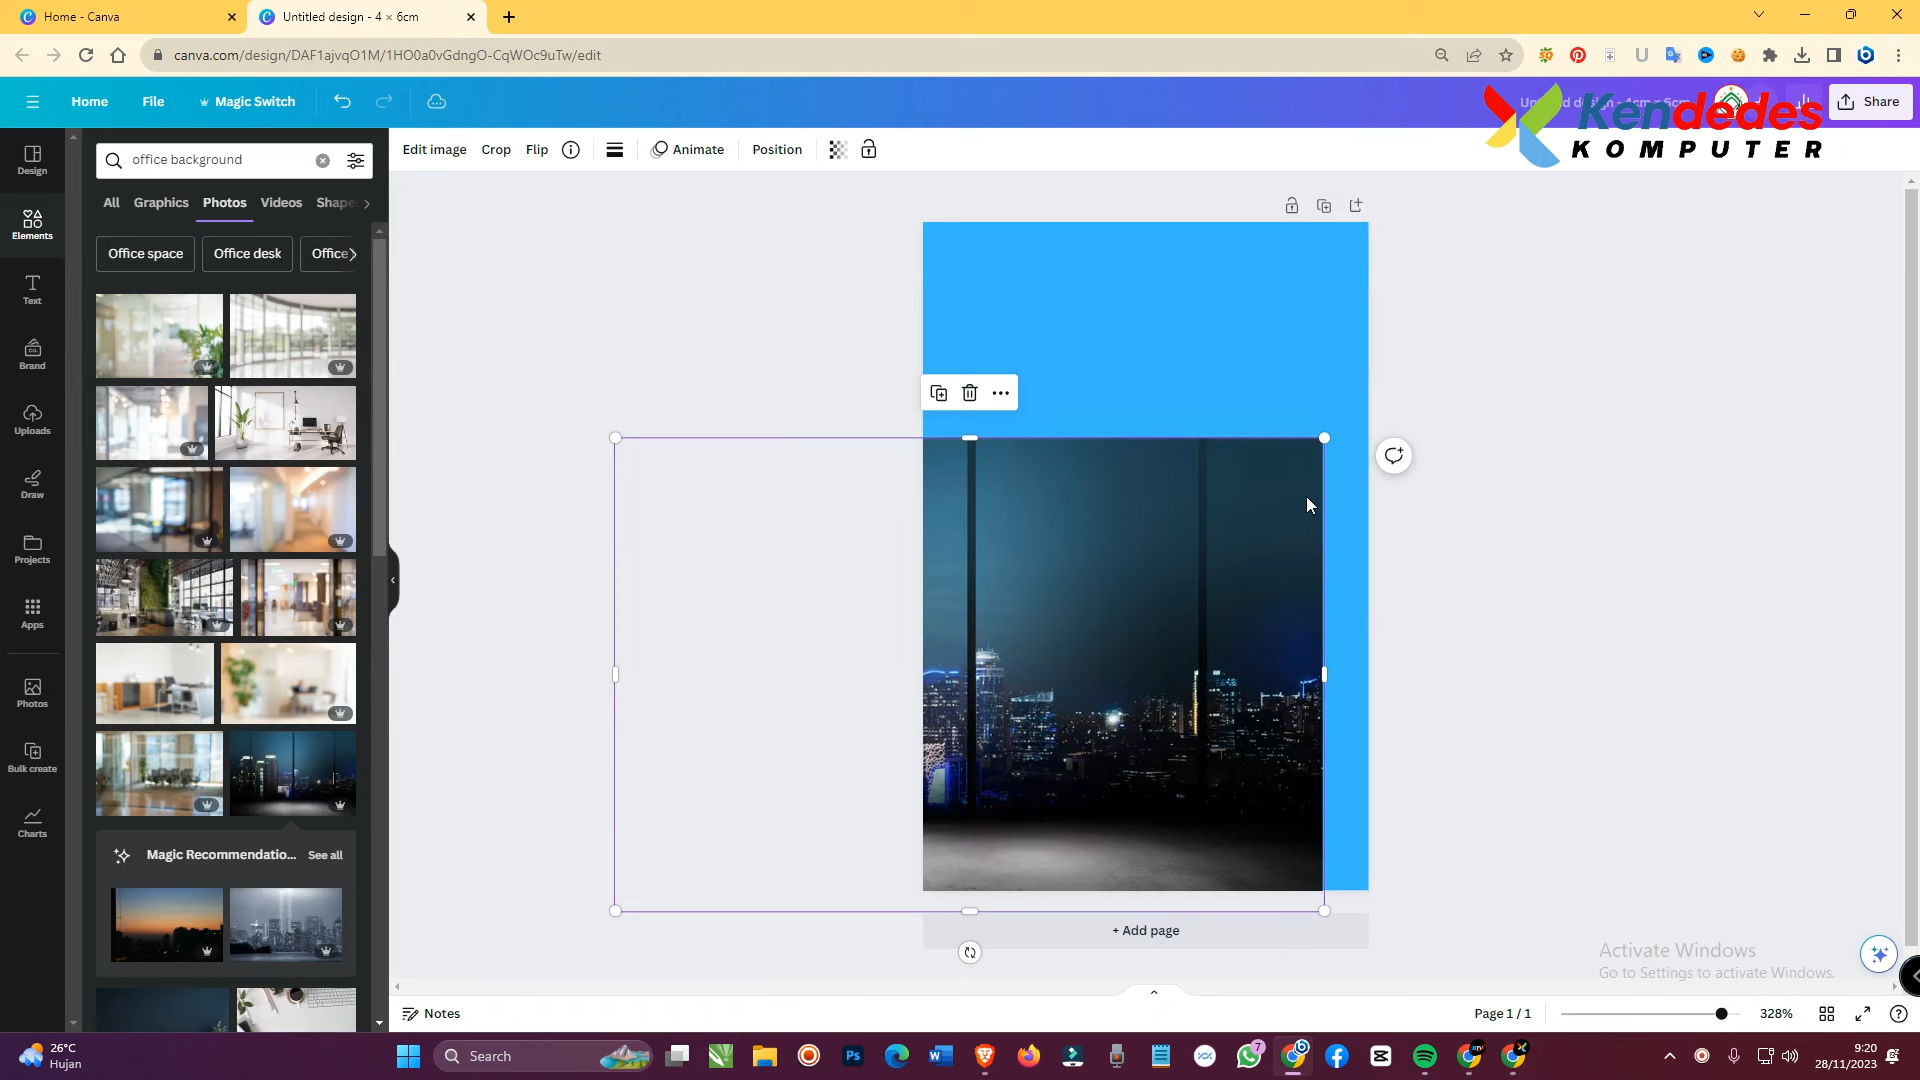 Home - Canva
Untitled design - 4 × 6cm
canva.com/design/DAF1ajvqO1M/1HO0a0vGdngO-CqWOc9uTw/edit
Home
File
Magic Switch
Share
Kendedes
KOMPUTER
Design
Elements
Text
Brand
Uploads
Draw
Projects
Apps
Photos
Bulk create
Charts
office background
All
Graphics
Photos
Videos
Shape
Office space
Office desk
Office
Magic Recommendatio...
See all
Edit image
Crop
Flip
Animate
Position
+ Add page
Activate Windows
Go to Settings to activate Windows.
Notes
Page 1 / 1
328%
26°C
Hujan
Search
7
9:20
28/11/2023